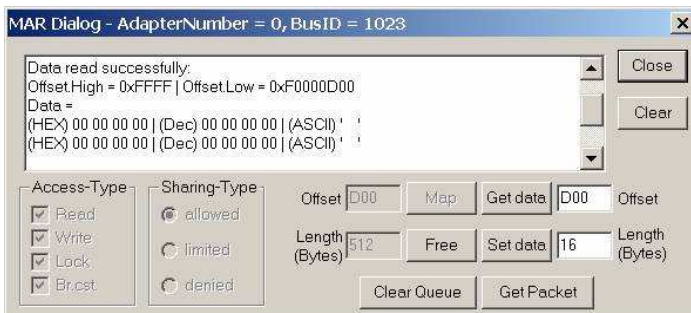 MAR Dialog - AdapterNumber = 0, BusID = 1023
Data read successfully:
Offset.High = 0xFFFF | Offset.Low = 0xF0000D00
Data =
(HEX) 00 00 00 00 | (Dec) 00 00 00 00 | (ASCII) '    '
(HEX) 00 00 00 00 | (Dec) 00 00 00 00 | (ASCII) '    '
Close
Clear
Access-Type
Read
Write
Lock
Br.cst.
Sharing-Type
allowed
limited
denied
Offset D00 Map Get data D00 Offset
Length (Bytes) 512 Free Set data 16 Length (Bytes)
Clear Queue Get Packet